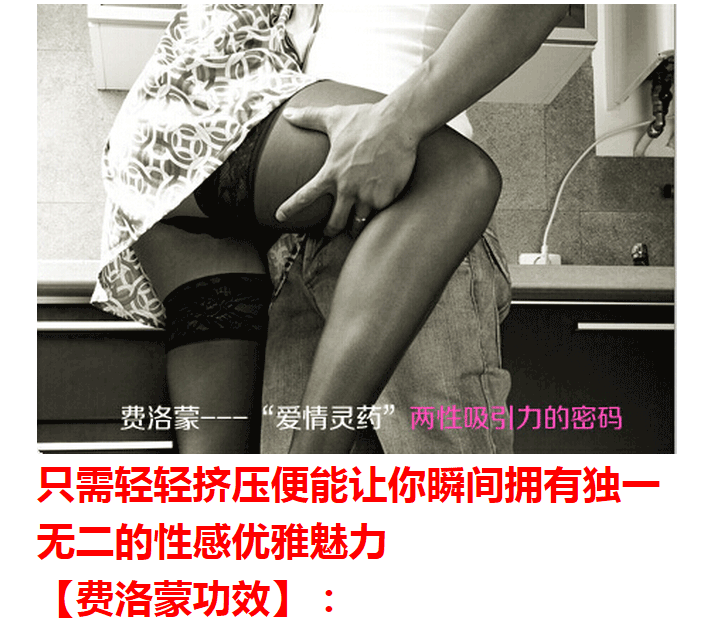 费洛蒙---“爱情灵药”两性吸引力的密码
只需轻轻挤压便能让你瞬间拥有独一
无二的性感优雅魅力
【费洛蒙功效】：